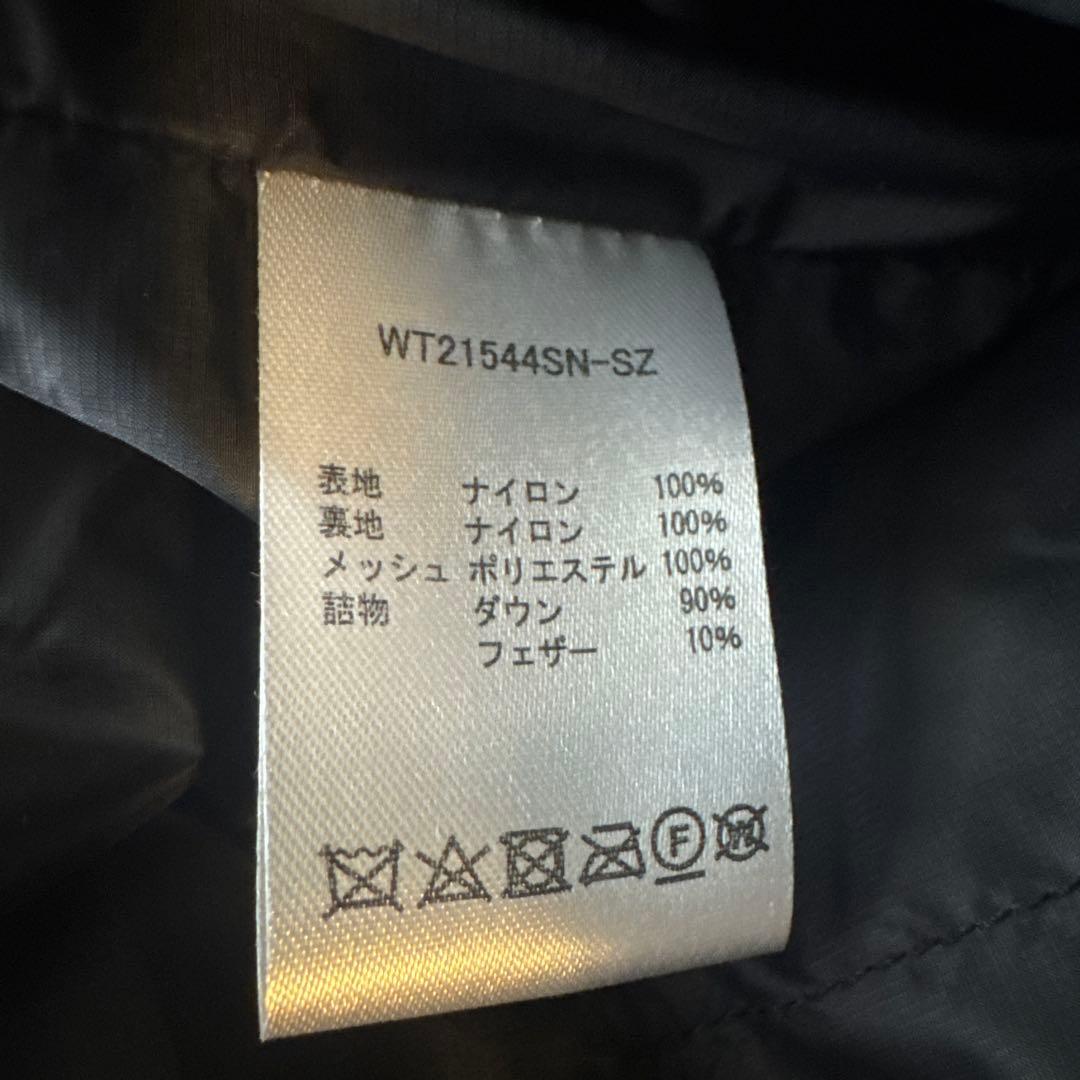 WT21544SN-SZ
表地 ナイロン 100%
裏地 ナイロン 100%
メッシュ ポリエステル 100%
詰物 ダウン 90%
フェザー 10%
F W